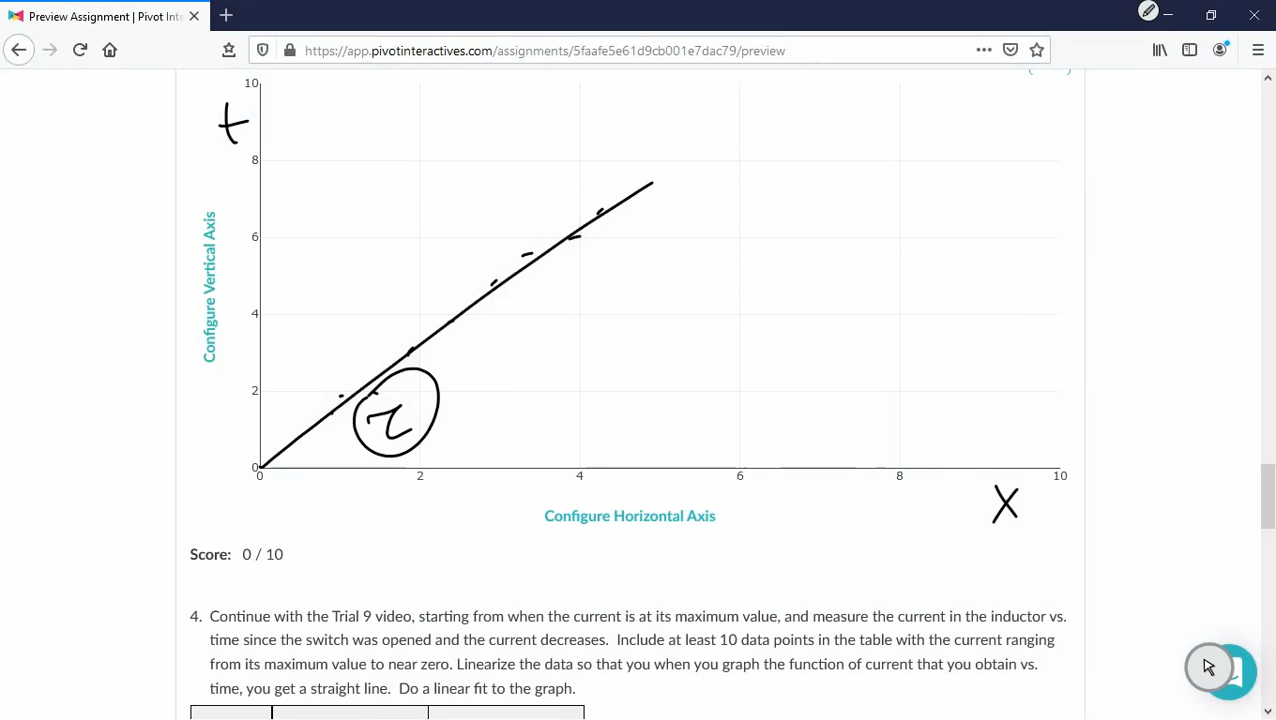 Preview Assignment | Pivot Inte
https://app.pivotinteractives.com/assignments/5faafe5e61d9cb001e7dac79/preview
10
t
8
Configure Vertical Axis
6
4
2
τ
0
0 2 4 6 8 10
X
Configure Horizontal Axis
Score: 0 / 10
4. Continue with the Trial 9 video, starting from when the current is at its maximum value, and measure the current in the inductor vs.
time since the switch was opened and the current decreases. Include at least 10 data points in the table with the current ranging
from its maximum value to near zero. Linearize the data so that you when you graph the function of current that you obtain vs.
time, you get a straight line. Do a linear fit to the graph.